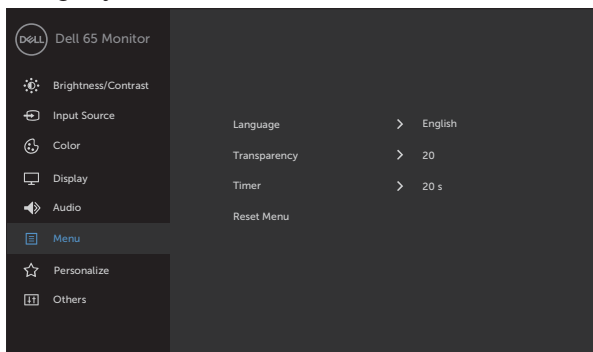 DELL Dell 65 Monitor
Brightness/Contrast
Input Source
Color
Display
Audio
Menu
Personalize
Others
Language > English
Transparency > 20
Timer > 20 s
Reset Menu